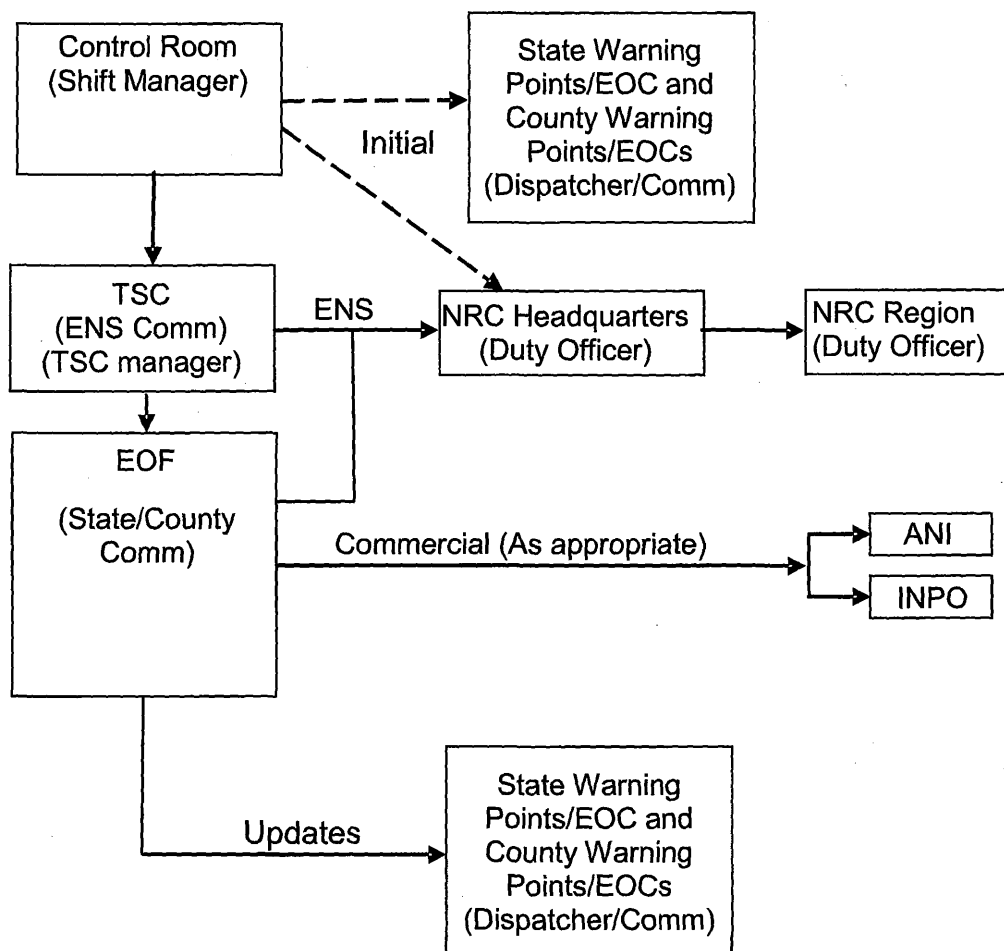 Control Room
(Shift Manager)
State Warning
Points/EOC and
County Warning
Points/EOCs
(Dispatcher/Comm)
Initial
TSC
(ENS Comm)
(TSC manager)
ENS
NRC Headquarters
(Duty Officer)
NRC Region
(Duty Officer)
EOF
(State/County
Comm)
Commercial (As appropriate)
ANI
INPO
Updates
State Warning
Points/EOC and
County Warning
Points/EOCs
(Dispatcher/Comm)